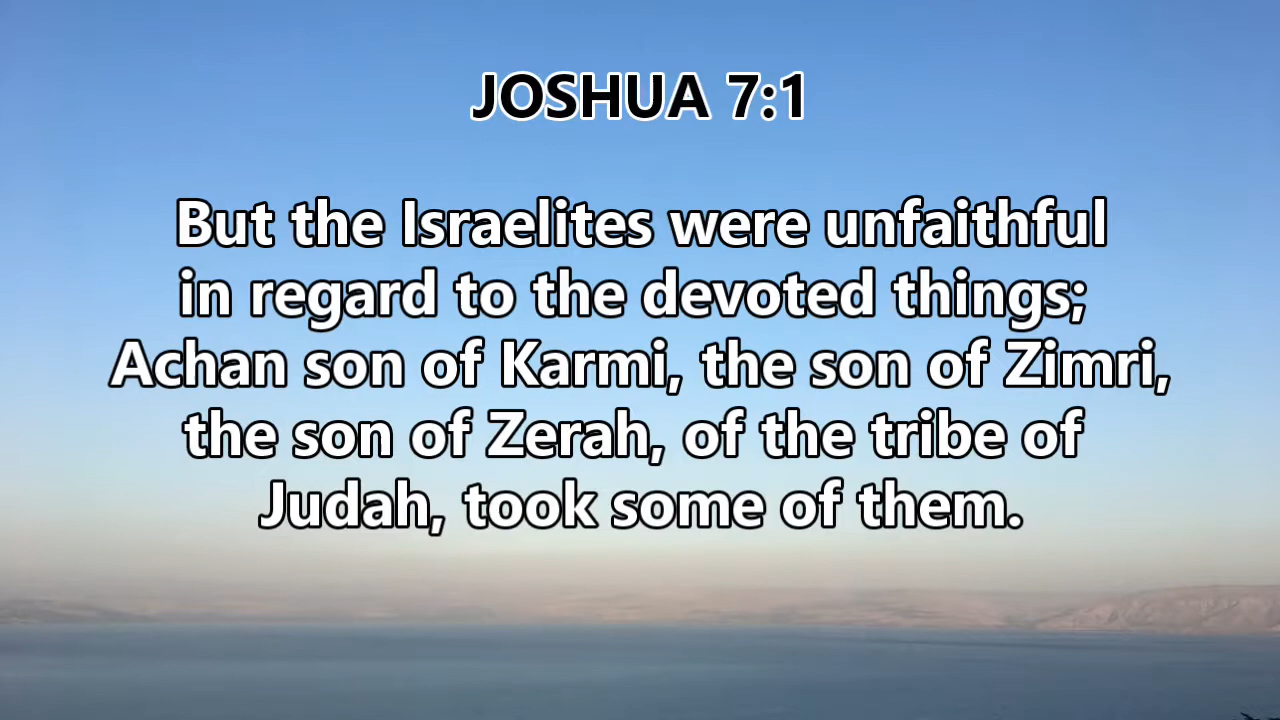 JOSHUA 7:1
But the Israelites were unfaithful
in regard to the devoted things;
Achan son of Karmi, the son of Zimri,
the son of Zerah, of the tribe of
Judah, took some of them.